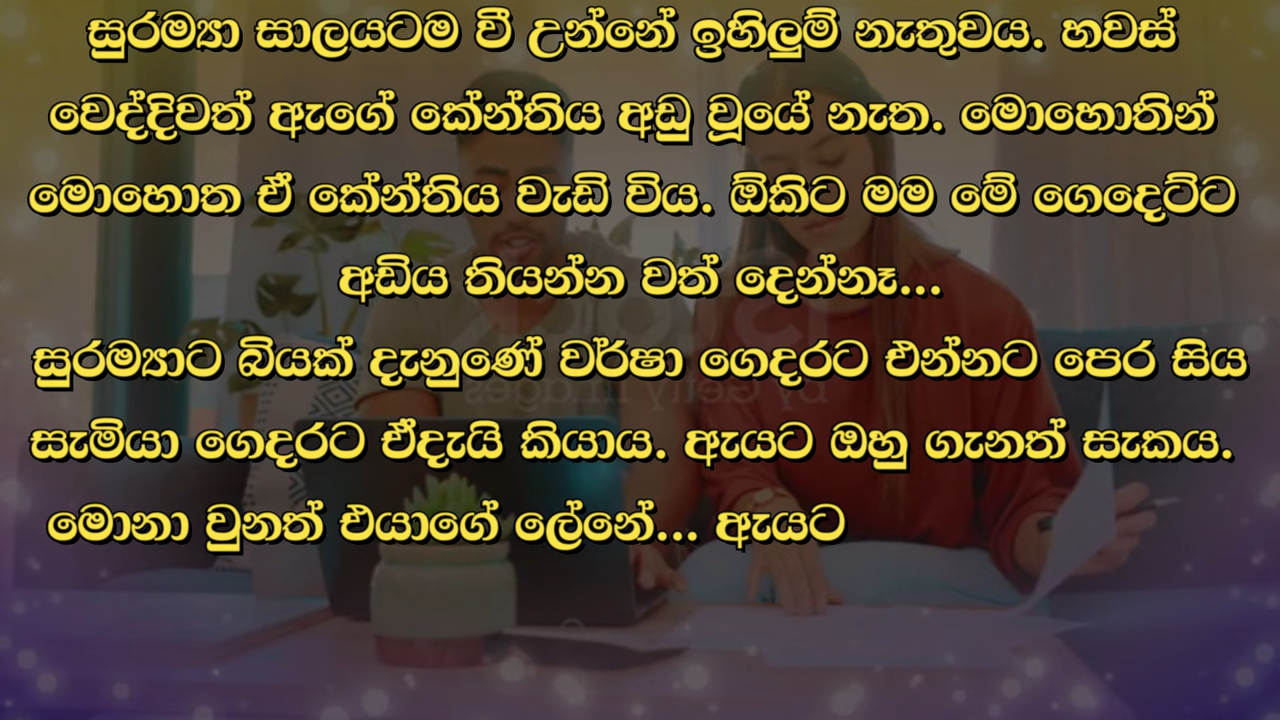 සුරම්‍යා සාලයටම වී උන්නේ ඉහිලුම් නැතුවය. හවස්
වෙද්දිවත් ඇගේ කේන්තිය අඩු වූයේ නැත. මොහොතින්
මොහොත ඒ කේන්තිය වැඩි විය. ඕකිට මම මේ ගෙදෙට්ට
අඩිය තියන්න වත් දෙන්නෑ...
සුරම්‍යාට බියක් දැනුණේ වර්ෂා ගෙදරට එන්නට පෙර සිය
සැමියා ගෙදරට ඒදැයි කියාය. ඇයට ඔහු ගැනත් සැකය.
මොනා වුනත් එයාගේ ලේනේ... ඇයට